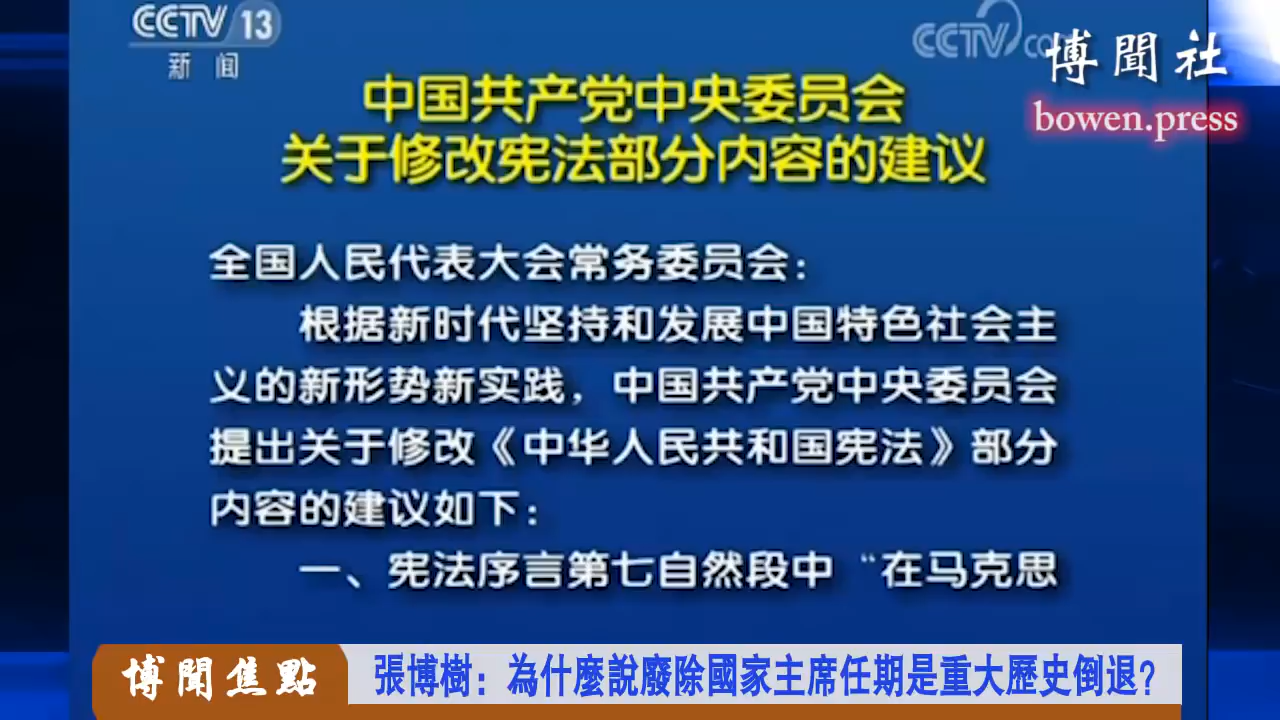 CCTV 13
新 闻
CCTV
博聞社
bowen.press
中国共产党中央委员会
关于修改宪法部分内容的建议
全国人民代表大会常务委员会：
根据新时代坚持和发展中国特色社会主
义的新形势新实践，中国共产党中央委员会
提出关于修改《中华人民共和国宪法》部分
内容的建议如下：
一、宪法序言第七自然段中“在马克思
博聞焦點
張博樹：為什麼說廢除國家主席任期是重大歷史倒退？